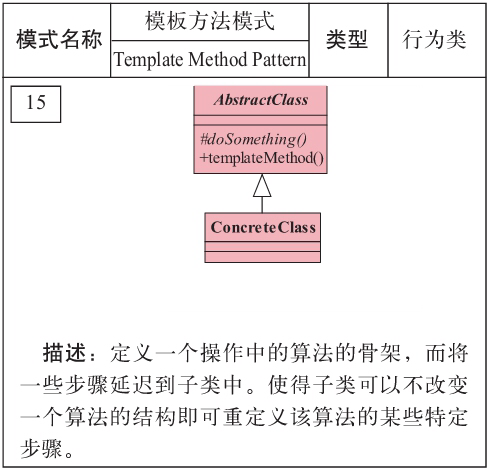 模式名称
模板方法模式
Template Method Pattern
类型
行为类
15
AbstractClass
#doSomething()
+templateMethod()
ConcreteClass
描述：定义一个操作中的算法的骨架，而将
一些步骤延迟到子类中。使得子类可以不改变
一个算法的结构即可重定义该算法的某些特定
步骤。